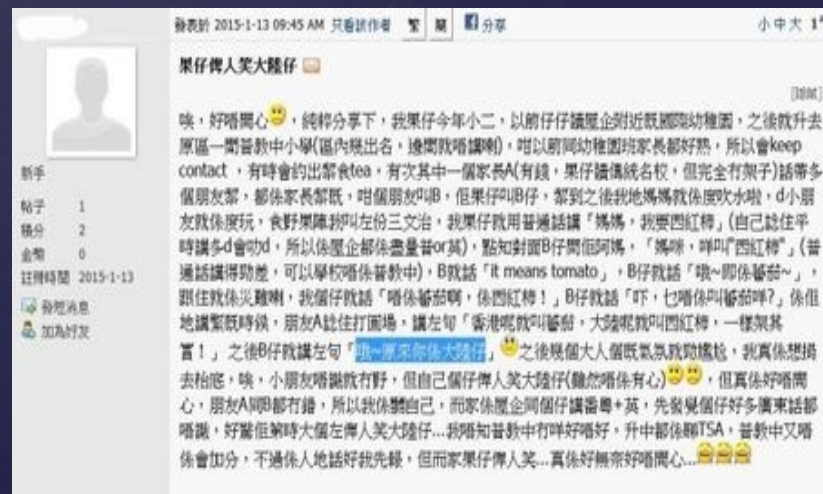 發表於 2015-1-13 09:45 AM 只看該作者 繁 簡 分享
小 中 大 1#
果仔俾人笑大陸仔
唉，好唔開心，純粹分享下，我果仔今年小二，以前仔仔讀屋企附近既國際幼稚園，之後就升去
原區一間普教中小學(區內幾出名，邊間就唔講喇)，咁以前同幼稚園班家長都好熟，所以會keep
contact ，有時會約出黎食tea，有次其中一個家長A(有錢，果仔讀傳統名校，但完全冇架子)話帶多
個朋友黎，都係家長黎既，咁個朋友叫B，佢果仔叫B仔，黎到之後我地媽媽就係度吹水啦，d小朋
友就係度玩，食野果陣我叫左份三文治，我果仔就用普通話講「媽媽，我要西紅柿」(自己諗住平
時講多d會叻d，所以係屋企都係盡量普or英)，點知對面B仔問佢阿媽，「媽咪，咩叫"西紅柿"」(普
通話講得勁差，可以學校唔係普教中)，B就話「it means tomato」，B仔就話「哦~即係蕃茄~」，
跟住就係災難喇，我個仔就話「唔係蕃茄啊，係西紅柿！」B仔就話「吓，乜唔係叫蕃茄咩?」係佢
地講緊既時候，朋友A諗住打圓場，講左句「香港呢就叫蕃茄，大陸呢就叫西紅柿，一樣架其
實！」 之後B仔就講左句「哦~原來你係大陸仔」 之後幾個大人個既氣氛就勁尷尬，我真係想捐
去枱底，唉，小朋友唔識就冇野，但自己個仔俾人笑大陸仔(雖然唔係有心)，但真係好唔開
心，朋友A同B都冇錯，所以我係嬲自己，而家係屋企同個仔講番粵+英，先發覺個仔好多廣東話都
唔識，好驚佢第時大個左俾人笑大陸仔...我唔知普教中有咩好唔好，升中都係睇TSA，普教中又唔
係會加分，不過係人地話好我先錄，但而家果仔俾人笑...真係好無奈好唔開心...
新手
帖子 1
積分 2
金幣 0
註冊時間 2015-1-13
發短消息
加為好友